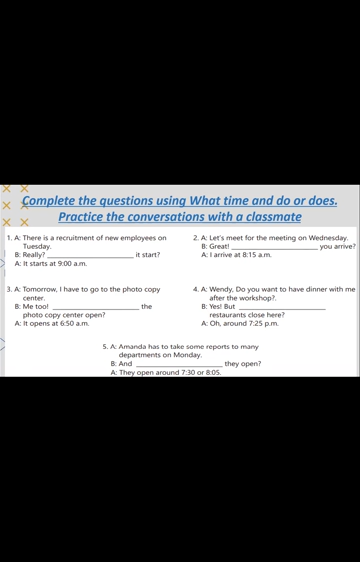 Complete the questions using What time and do or does.
Practice the conversations with a classmate
1. A: There is a recruitment of new employees on
Tuesday.
B: Really? ____________________ it start?
A: It starts at 9:00 a.m.
2. A: Let's meet for the meeting on Wednesday.
B: Great! ____________________ you arrive?
A: I arrive at 8:15 a.m.
3. A: Tomorrow, I have to go to the photo copy
center.
B: Me too! ____________________ the
photo copy center open?
A: It opens at 6:50 a.m.
4. A: Wendy, Do you want to have dinner with me
after the workshop?.
B: Yes! But ____________________
restaurants close here?
A: Oh, around 7:25 p.m.
5. A: Amanda has to take some reports to many
departments on Monday.
B: And ____________________ they open?
A: They open around 7:30 or 8:05.